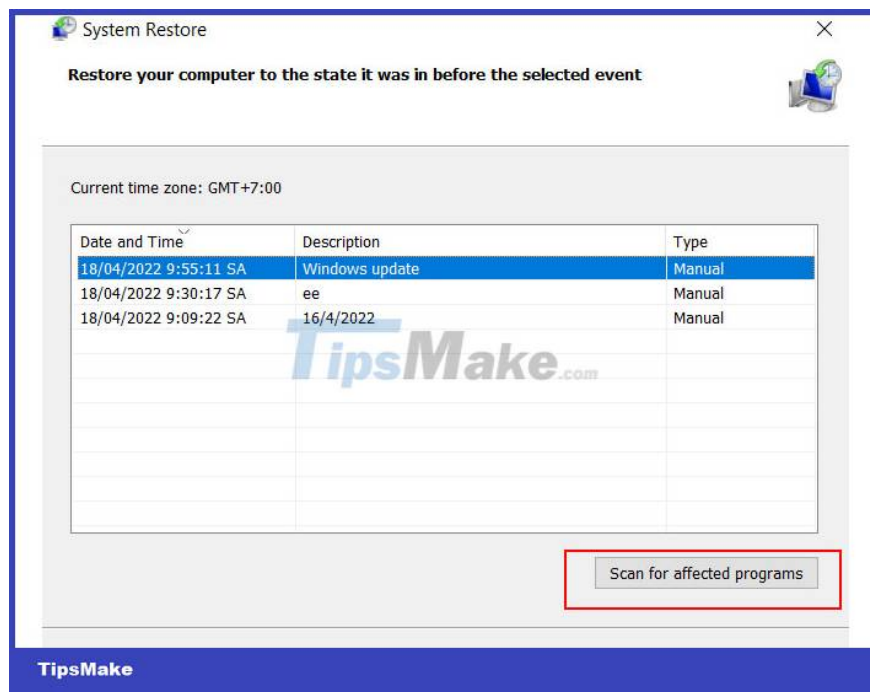 System Restore
Restore your computer to the state it was in before the selected event
Current time zone: GMT+7:00
Date and Time Description Type
18/04/2022 9:55:11 SA Windows update Manual
18/04/2022 9:30:17 SA ee Manual
18/04/2022 9:09:22 SA 16/4/2022 Manual
TipsMake.com
Scan for affected programs
TipsMake